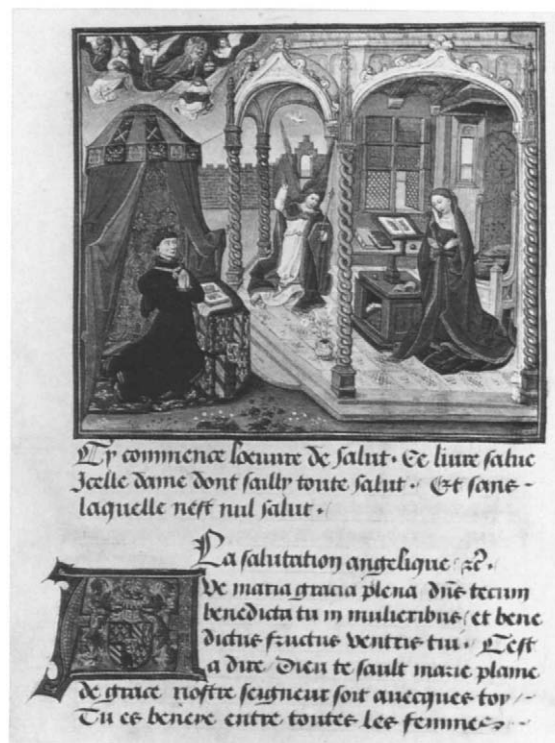 Cy commence loeuure de salut. Ce liure salue
Icelle dame dont sailly toute salut. Et sans-
laquelle nest nul salut.
La salutation angelique &c.
Aue maria gracia plena dn̄s tecum
benedicta tu in mulieribus/et bene
dictus fructus ventris tui. Cest
a dire Dieu te sault marie plaine
de grace nostre seigneur soit auecques toy/
Tu es beneye entre toutes les femmes